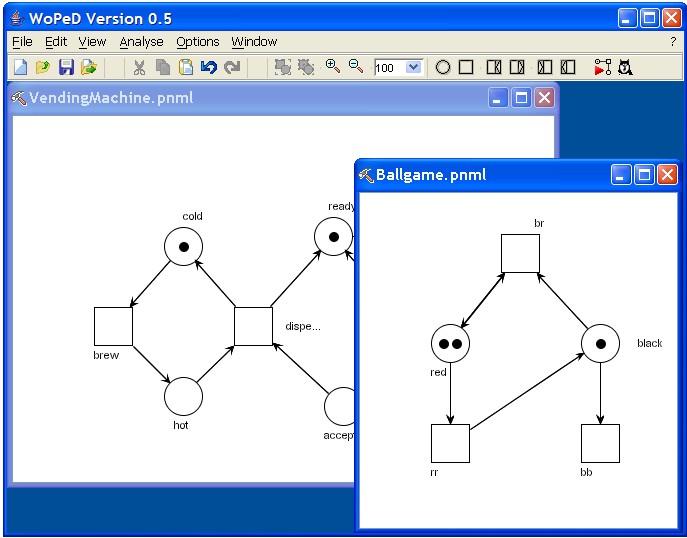 WoPeD Version 0.5
File Edit View Analyse Options Window ?
100
VendingMachine.pnml
Ballgame.pnml
cold
ready
brew
dispe...
hot
accep
br
red
black
rr
bb